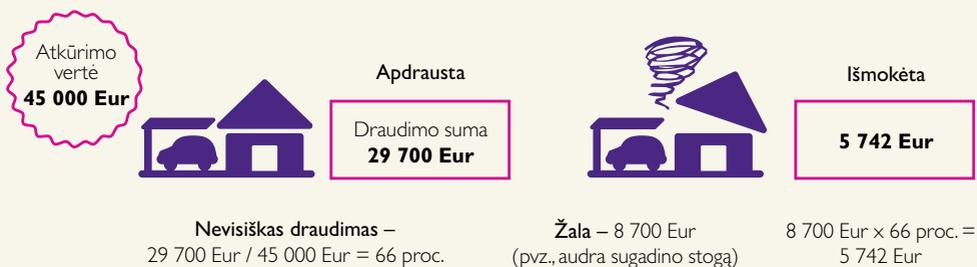 Atkūrimo
vertė
45 000 Eur
Apdrausta
Draudimo suma
29 700 Eur
Išmokėta
5 742 Eur
Nevisiškas draudimas –
29 700 Eur / 45 000 Eur = 66 proc.
Žala – 8 700 Eur
(pvz., audra sugadino stogą)
8 700 Eur x 66 proc. =
5 742 Eur